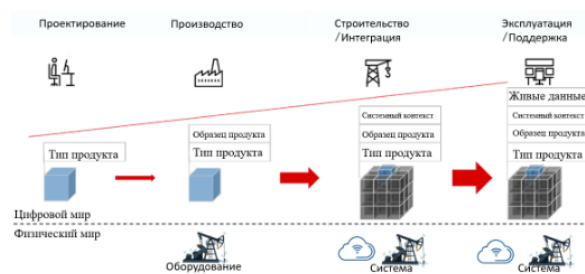 Проектирование
Производство
Строительство
/Интеграция
Эксплуатация
/Поддержка
Живые данные
Системный контекст
Системный контекст
Образец продукта
Образец продукта
Образец продукта
Тип продукта
Тип продукта
Тип продукта
Тип продукта
Цифровой мир
Физический мир
Оборудование
Система
Система